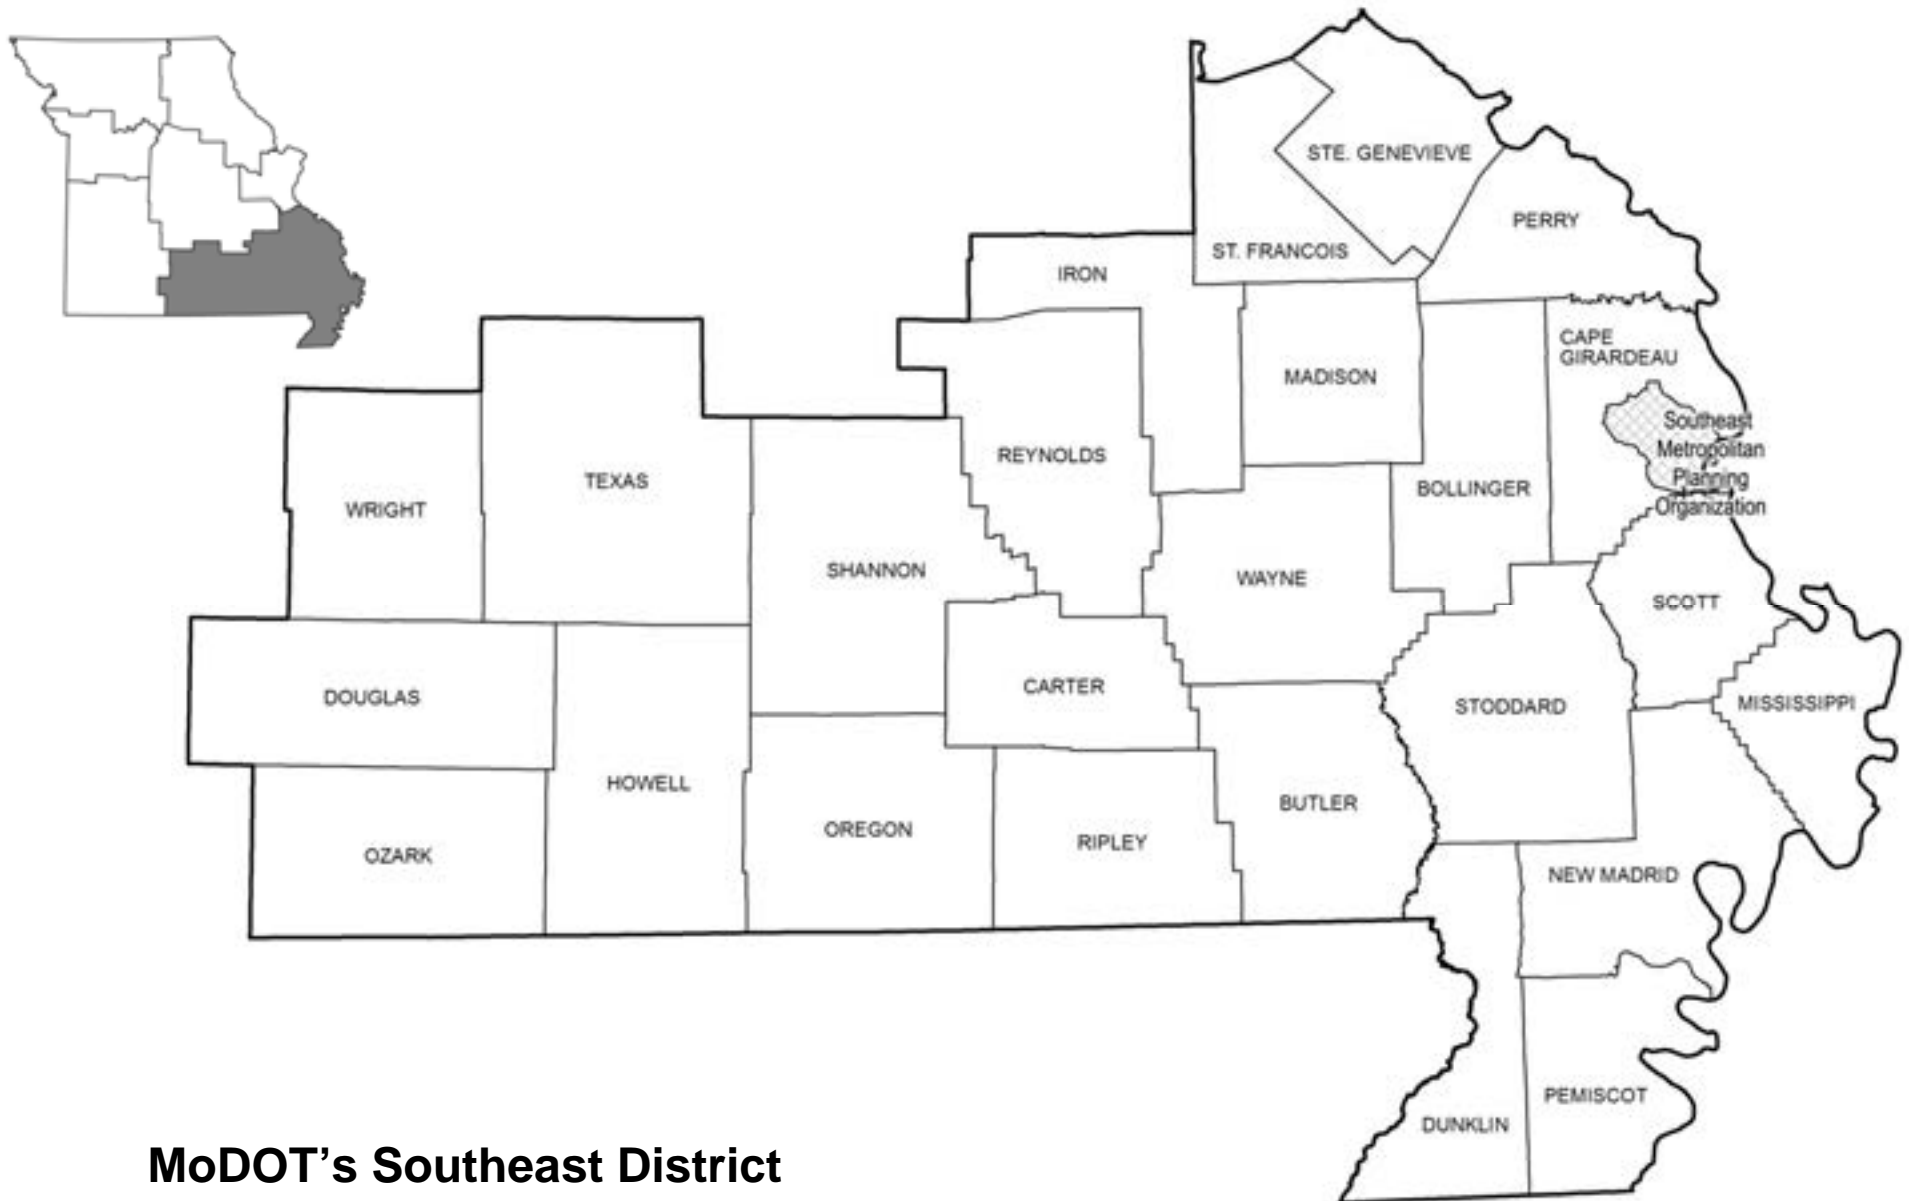 STE. GENEVIEVE
PERRY
ST. FRANCOIS
IRON
CAPE
GIRARDEAU
MADISON
Southeast
Metropolitan
Planning
Organization
REYNOLDS
TEXAS
BOLLINGER
WRIGHT
SHANNON
WAYNE
SCOTT
CARTER
DOUGLAS
STODDARD
MISSISSIPPI
HOWELL
BUTLER
OREGON
RIPLEY
OZARK
NEW MADRID
PEMISCOT
DUNKLIN
MoDOT’s Southeast District